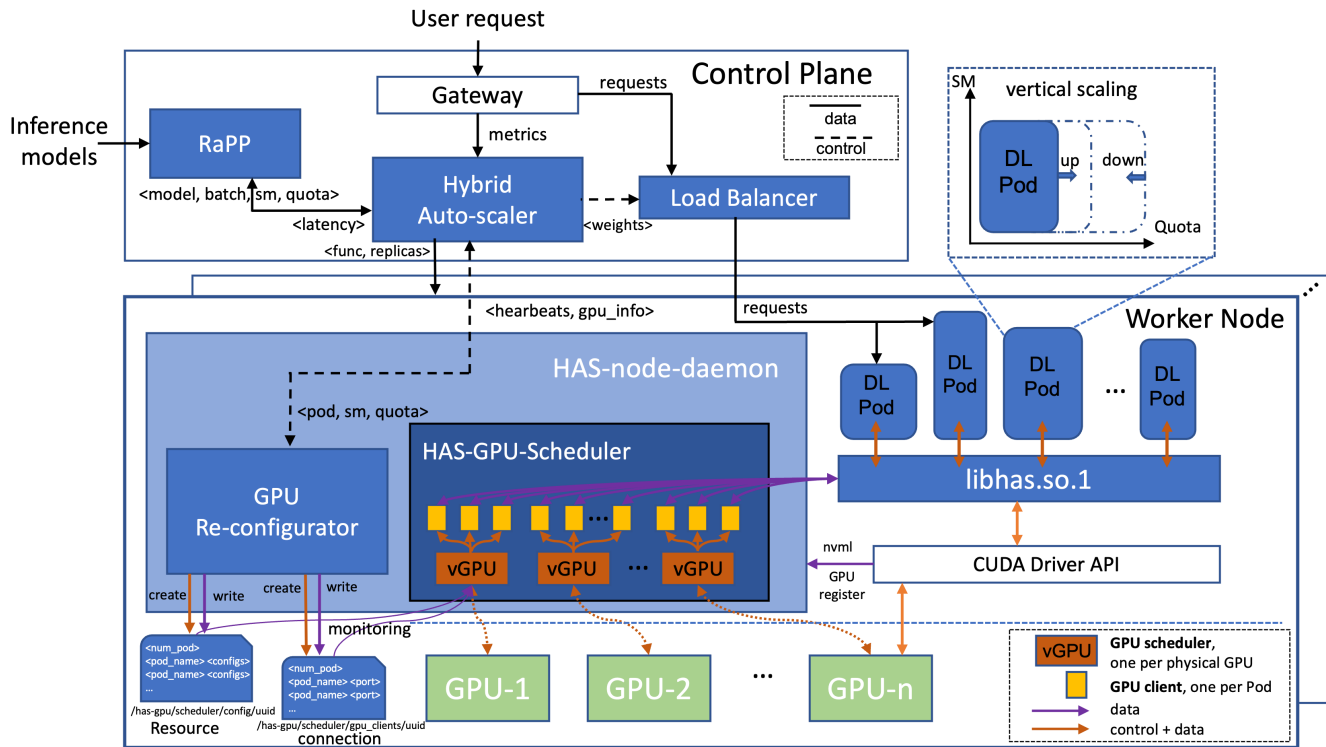 User request
Control Plane
Gateway
requests
data
control
metrics
Inference
models
RaPP
Hybrid
Auto-scaler
Load Balancer
<model, batch, sm, quota>
<latency>
<weights>
<func, replicas>
SM
vertical scaling
DL
Pod
up
down
Quota
<hearbeats, gpu_info>
requests
Worker Node
HAS-node-daemon
DL
Pod
DL
Pod
DL
Pod
...
DL
Pod
<pod, sm, quota>
HAS-GPU-Scheduler
GPU
Re-configurator
libhas.so.1
...
vGPU
vGPU
...
vGPU
nvml
GPU
register
CUDA Driver API
create
write
create
write
monitoring
<num_pod>
<pod_name> <configs>
<pod_name> <configs>
...
/has-gpu/scheduler/config/uuid
Resource
<num_pod>
<pod_name> <port>
<pod_name> <port>
...
/has-gpu/scheduler/gpu_clients/uuid
connection
GPU-1
GPU-2
...
GPU-n
vGPU
GPU scheduler,
one per physical GPU
GPU client, one per Pod
data
control + data